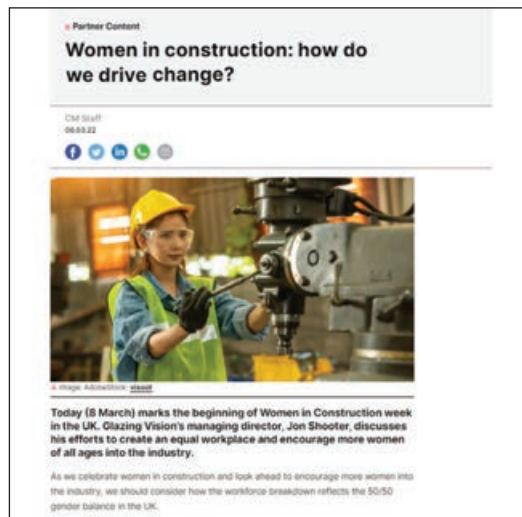 Partner Content
Women in construction: how do
we drive change?
CM Staff
08.03.22
Image: AdobeStock: visoot
Today (8 March) marks the beginning of Women in Construction week
in the UK. Glazing Vision's managing director, Jon Shooter, discusses
his efforts to create an equal workplace and encourage more women
of all ages into the industry.
As we celebrate women in construction and look ahead to encourage more women into
the industry, we should consider how the workforce breakdown reflects the 50/50
gender balance in the UK.